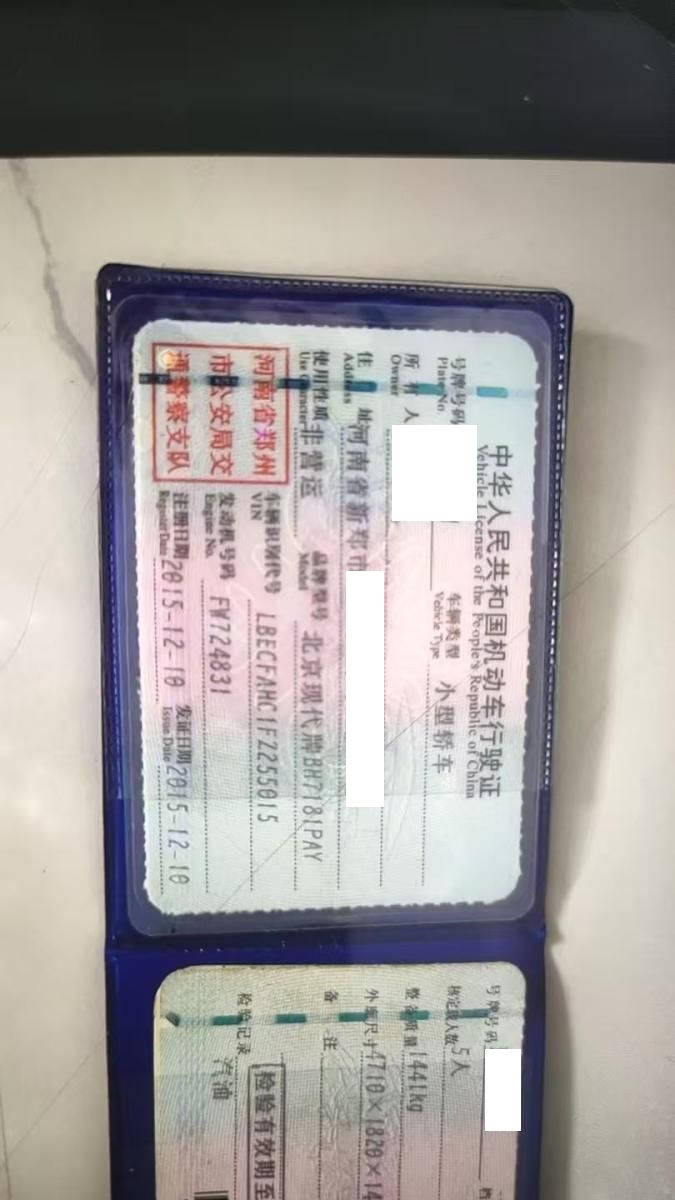 中华人民共和国机动车行驶证
Vehicle License of the People's Republic of China
号牌号码
Plate No.
车辆类型 小型轿车
Vehicle Type
所有人
Owner
住址 河南省新郑市
Address
使用性质 非营运 品牌型号 北京现代牌BH7181PAY
Use Character Model
河南省郑州
市公安局交
通警察支队
车辆识别代号 LBECFAHC1FZ255015
VIN
发动机号码 FW724831
Engine No.
注册日期 2015-12-10 发证日期 2015-12-10
Register Date Issue Date
号牌号码
核定载人数 5人
整备质量 1441kg
外廓尺寸 4710×1820×14
备注
检验有效期至
检验记录
汽油